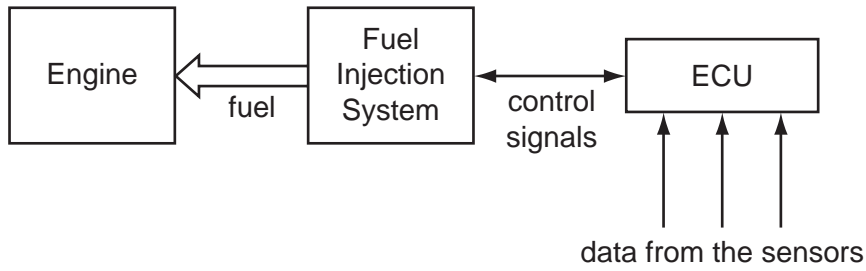 Engine
fuel
Fuel
Injection
System
control
signals
ECU
data from the sensors